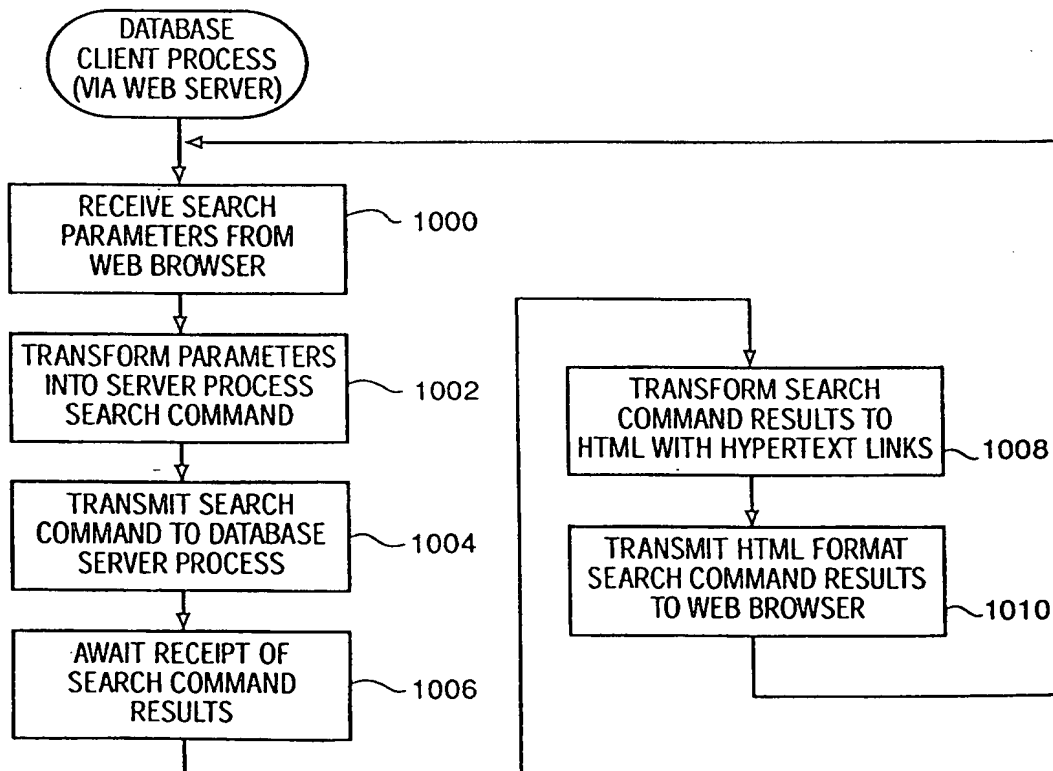 DATABASE
CLIENT PROCESS
(VIA WEB SERVER)
RECEIVE SEARCH
PARAMETERS FROM
WEB BROWSER
1000
TRANSFORM PARAMETERS
INTO SERVER PROCESS
SEARCH COMMAND
1002
TRANSMIT SEARCH
COMMAND TO DATABASE
SERVER PROCESS
1004
AWAIT RECEIPT OF
SEARCH COMMAND
RESULTS
1006
TRANSFORM SEARCH
COMMAND RESULTS TO
HTML WITH HYPERTEXT LINKS
1008
TRANSMIT HTML FORMAT
SEARCH COMMAND RESULTS
TO WEB BROWSER
1010